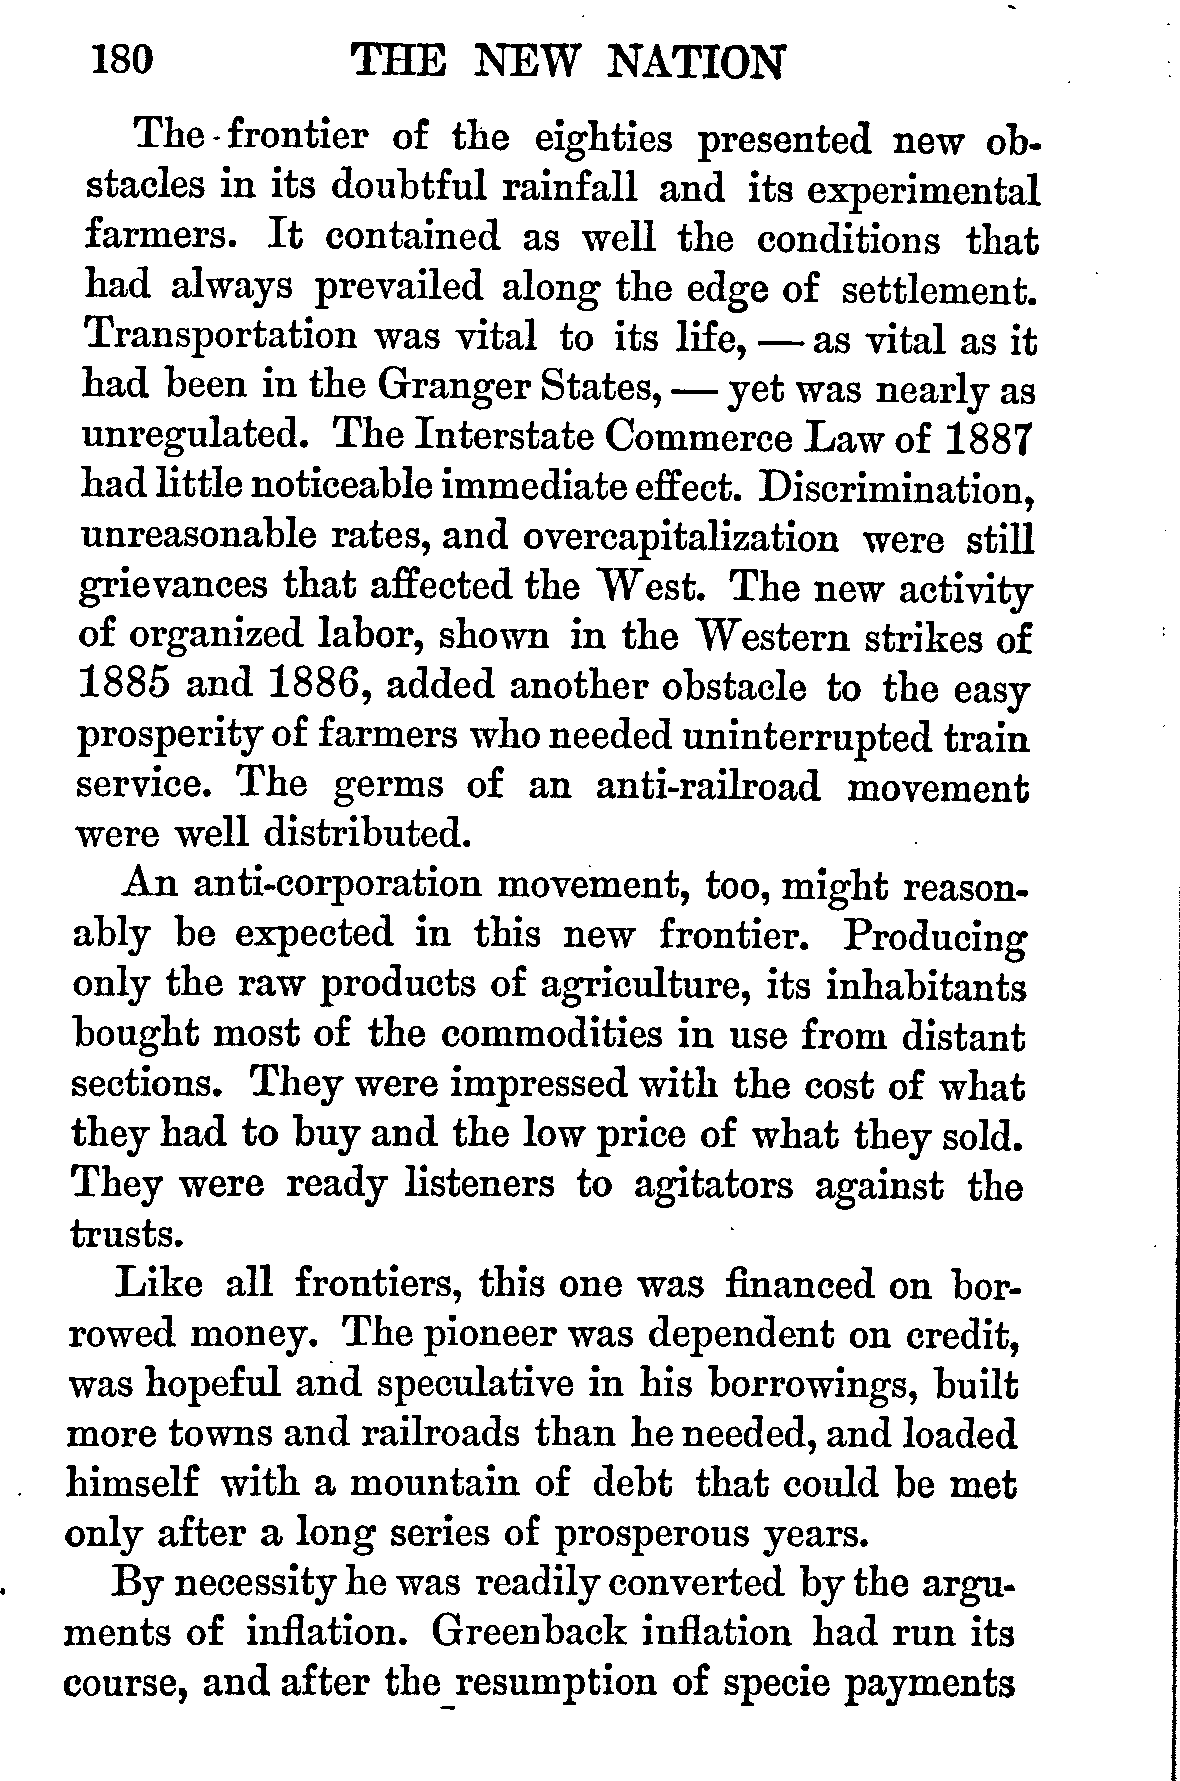 180 THE NEW NATION
The frontier of the eighties presented new ob-
stacles in its doubtful rainfall and its experimental
farmers. It contained as well the conditions that
had always prevailed along the edge of settlement.
Transportation was vital to its life, — as vital as it
had been in the Granger States, — yet was nearly as
unregulated. The Interstate Commerce Law of 1887
had little noticeable immediate effect. Discrimination,
unreasonable rates, and overcapitalization were still
grievances that affected the West. The new activity
of organized labor, shown in the Western strikes of
1885 and 1886, added another obstacle to the easy
prosperity of farmers who needed uninterrupted train
service. The germs of an anti-railroad movement
were well distributed.
An anti-corporation movement, too, might reason-
ably be expected in this new frontier. Producing
only the raw products of agriculture, its inhabitants
bought most of the commodities in use from distant
sections. They were impressed with the cost of what
they had to buy and the low price of what they sold.
They were ready listeners to agitators against the
trusts.
Like all frontiers, this one was financed on bor-
rowed money. The pioneer was dependent on credit,
was hopeful and speculative in his borrowings, built
more towns and railroads than he needed, and loaded
himself with a mountain of debt that could be met
only after a long series of prosperous years.
By necessity he was readily converted by the argu-
ments of inflation. Greenback inflation had run its
course, and after the resumption of specie payments